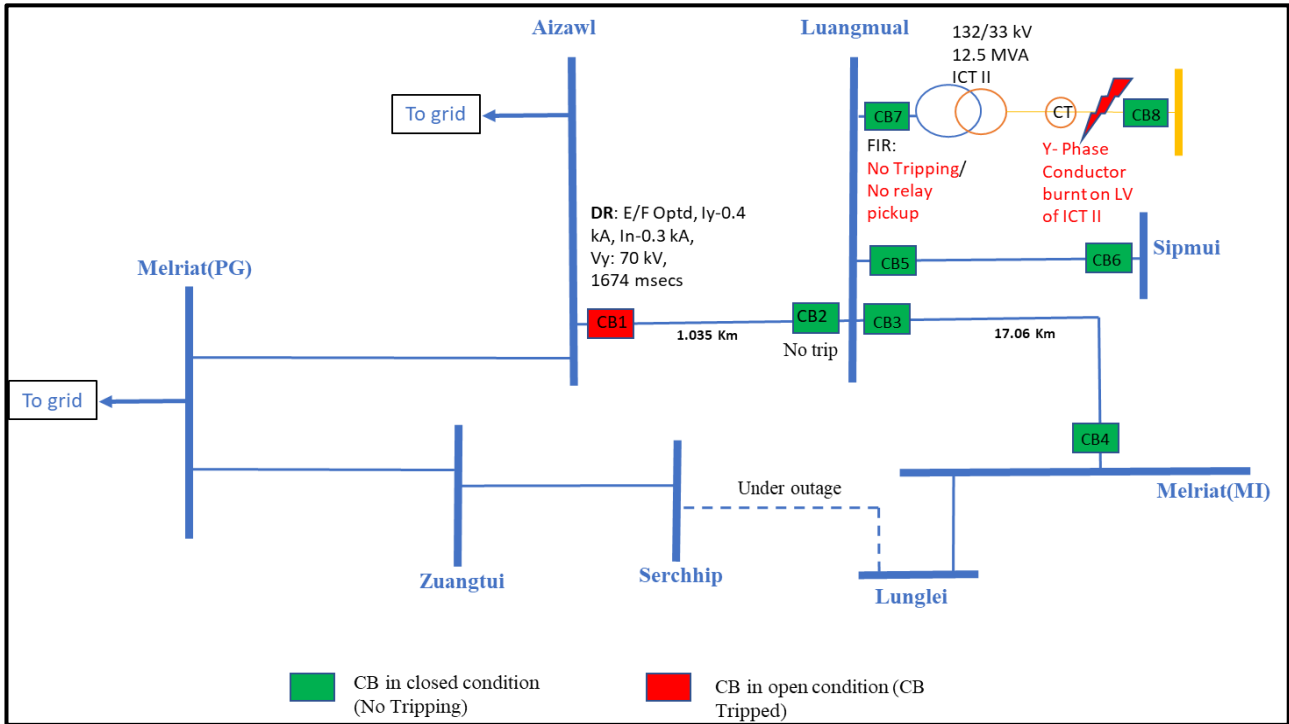 Aizawl
Luangmual
132/33 kV
12.5 MVA
ICT II
To grid
CB7
CT
CB8
FIR:
No Tripping/
No relay
pickup
Y- Phase
Conductor
burnt on LV
of ICT II
DR: E/F Optd, Iy-0.4
kA, In-0.3 kA,
Vy: 70 kV,
1674 msecs
Melriat(PG)
CB5
CB6
Sipmui
CB1
1.035 Km
CB2
No trip
CB3
17.06 Km
To grid
CB4
Melriat(MI)
Under outage
Zuangtui
Serchhip
Lunglei
CB in closed condition
(No Tripping)
CB in open condition (CB
Tripped)